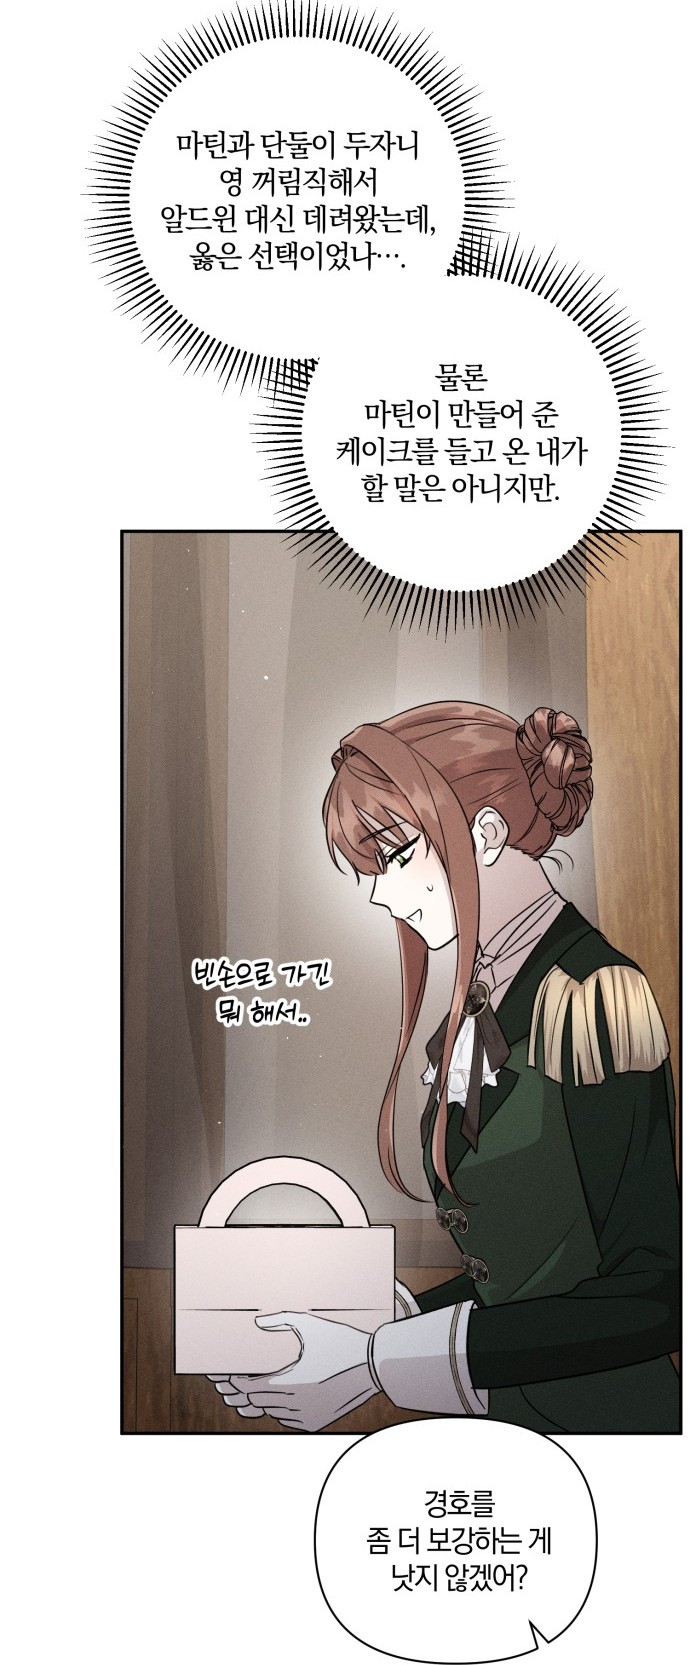 마틴과 단둘이 두자니
영 꺼림직해서
알드윈 대신 데려왔는데,
옳은 선택이었나….
물론
마틴이 만들어 준
케이크를 들고 온 내가
할 말은 아니지만.
빈손으로 가긴
뭐 해서..
경호를
좀 더 보강하는 게
낫지 않겠어?